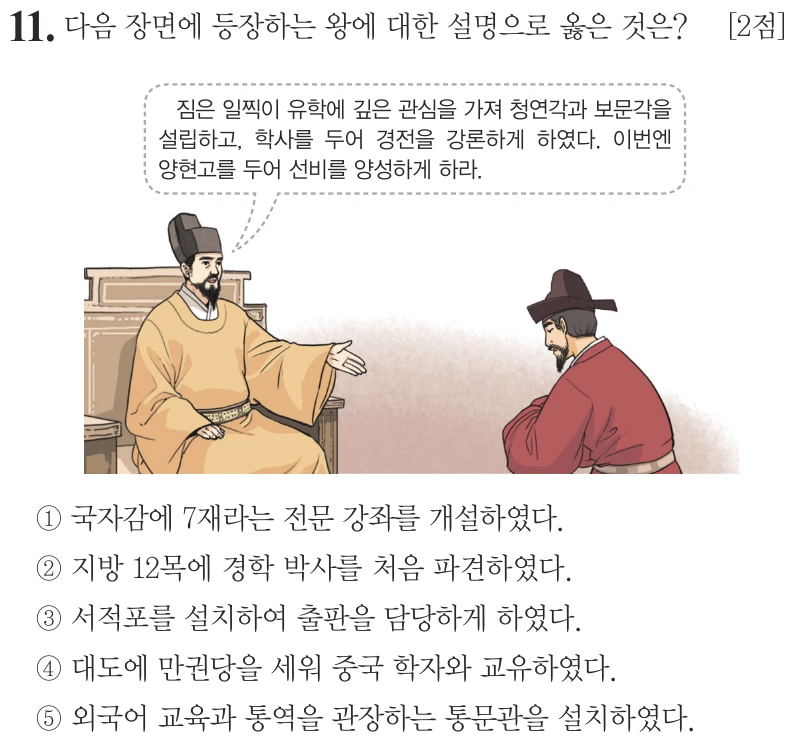 11. 다음 장면에 등장하는 왕에 대한 설명으로 옳은 것은? [2점]
짐은 일찍이 유학에 깊은 관심을 가져 청연각과 보문각을
설립하고, 학사를 두어 경전을 강론하게 하였다. 이번엔
양현고를 두어 선비를 양성하게 하라.
① 국자감에 7재라는 전문 강좌를 개설하였다.
② 지방 12목에 경학 박사를 처음 파견하였다.
③ 서적포를 설치하여 출판을 담당하게 하였다.
④ 대도에 만권당을 세워 중국 학자와 교유하였다.
⑤ 외국어 교육과 통역을 관장하는 통문관을 설치하였다.